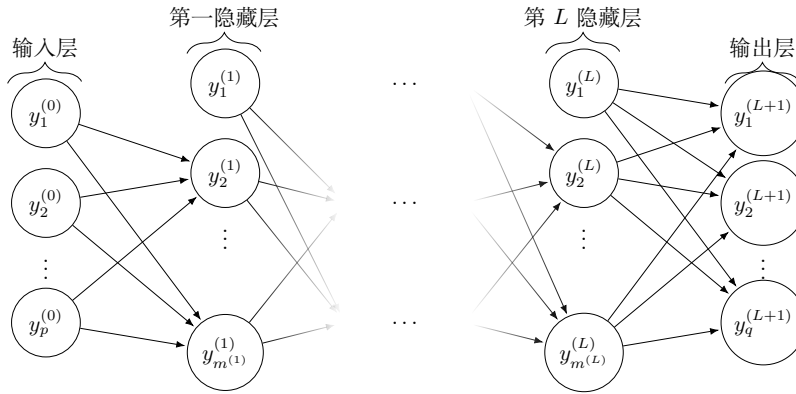 输入层
y_1^{(0)}
y_2^{(0)}
⋮
y_p^{(0)}
第一隐藏层
y_1^{(1)}
y_2^{(1)}
⋮
y_{m^{(1)}}^{(1)}
...
...
...
第 L 隐藏层
y_1^{(L)}
y_2^{(L)}
⋮
y_{m^{(L)}}^{(L)}
输出层
y_1^{(L+1)}
y_2^{(L+1)}
⋮
y_q^{(L+1)}